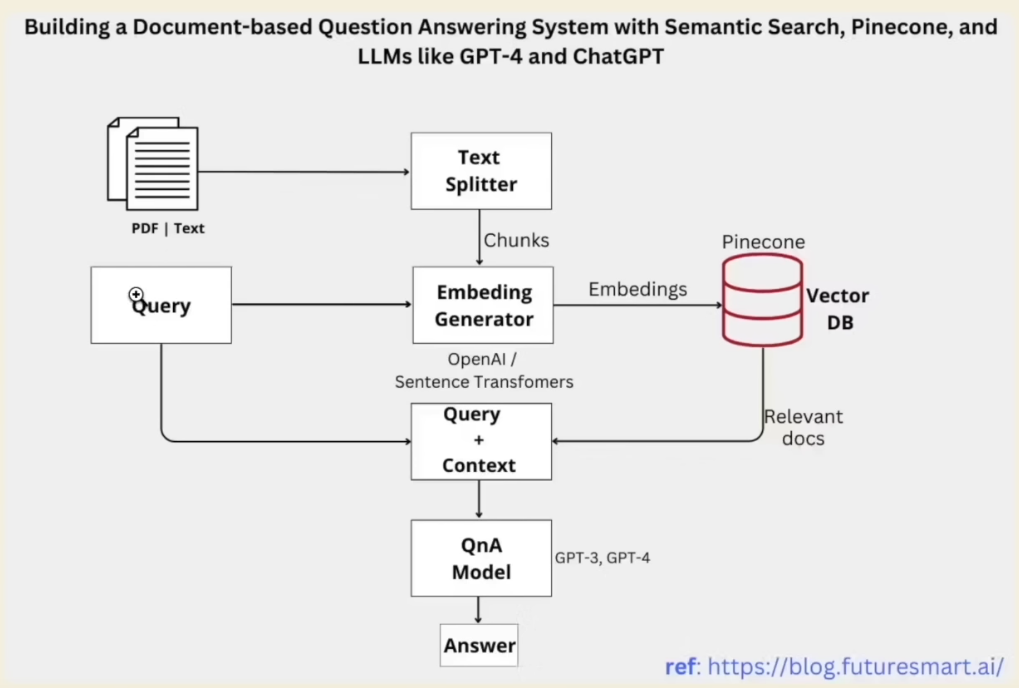 Building a Document-based Question Answering System with Semantic Search, Pinecone, and
LLMs like GPT-4 and ChatGPT
PDF | Text
Text
Splitter
Chunks
Query
Embeding
Generator
OpenAI /
Sentence Transfomers
Embedings
Pinecone
Vector
DB
Relevant
docs
Query
+
Context
QnA
Model
GPT-3, GPT-4
Answer
ref: https://blog.futuresmart.ai/